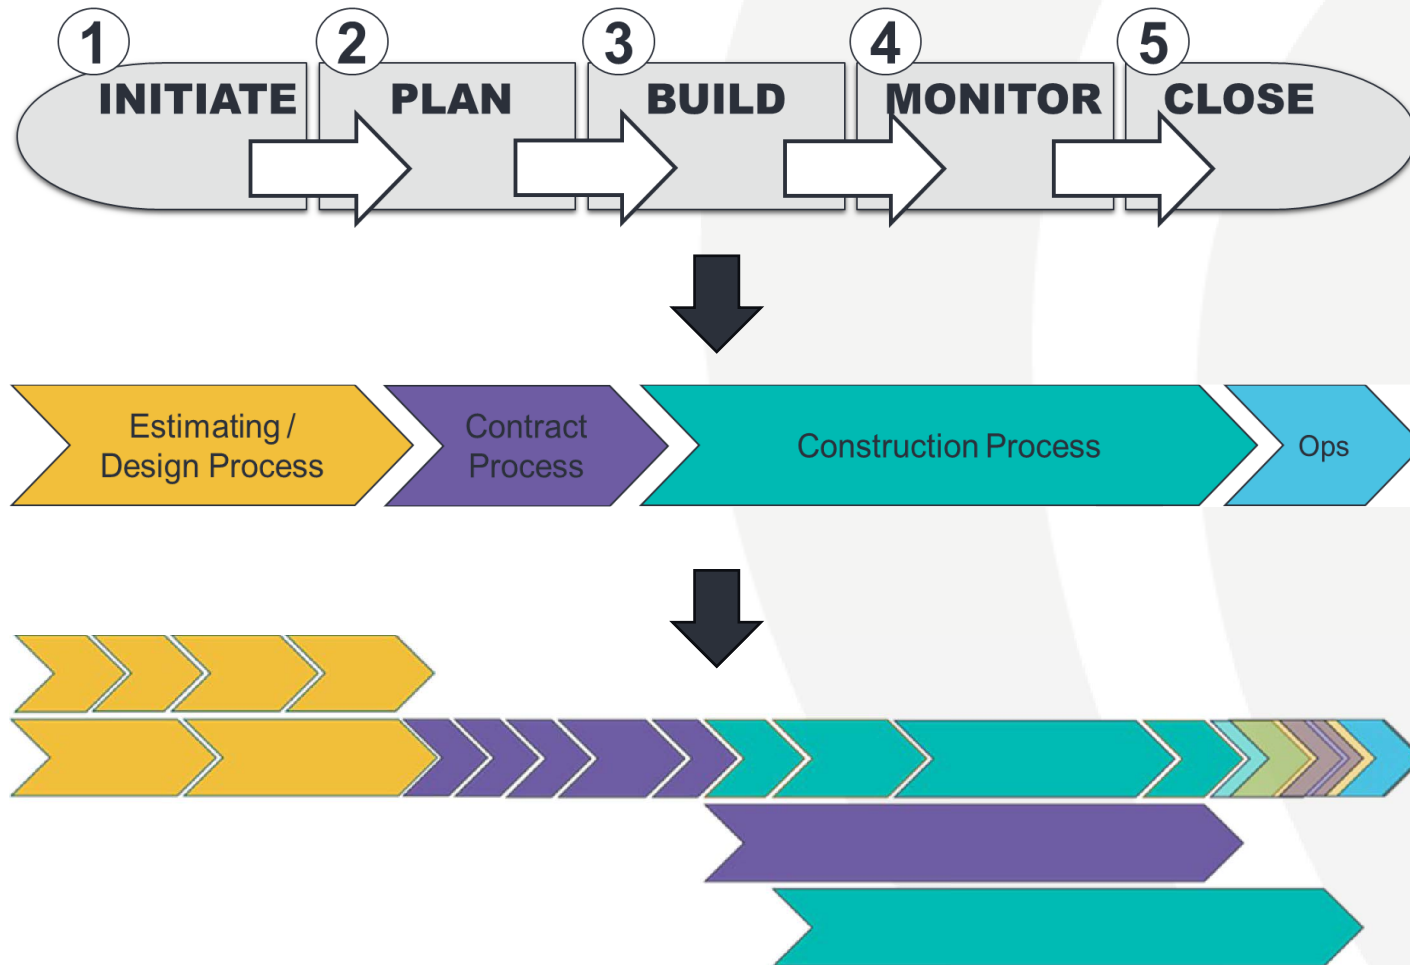 1
INITIATE
2
PLAN
3
BUILD
4
MONITOR
5
CLOSE
Estimating /
Design Process
Contract
Process
Construction Process
Ops